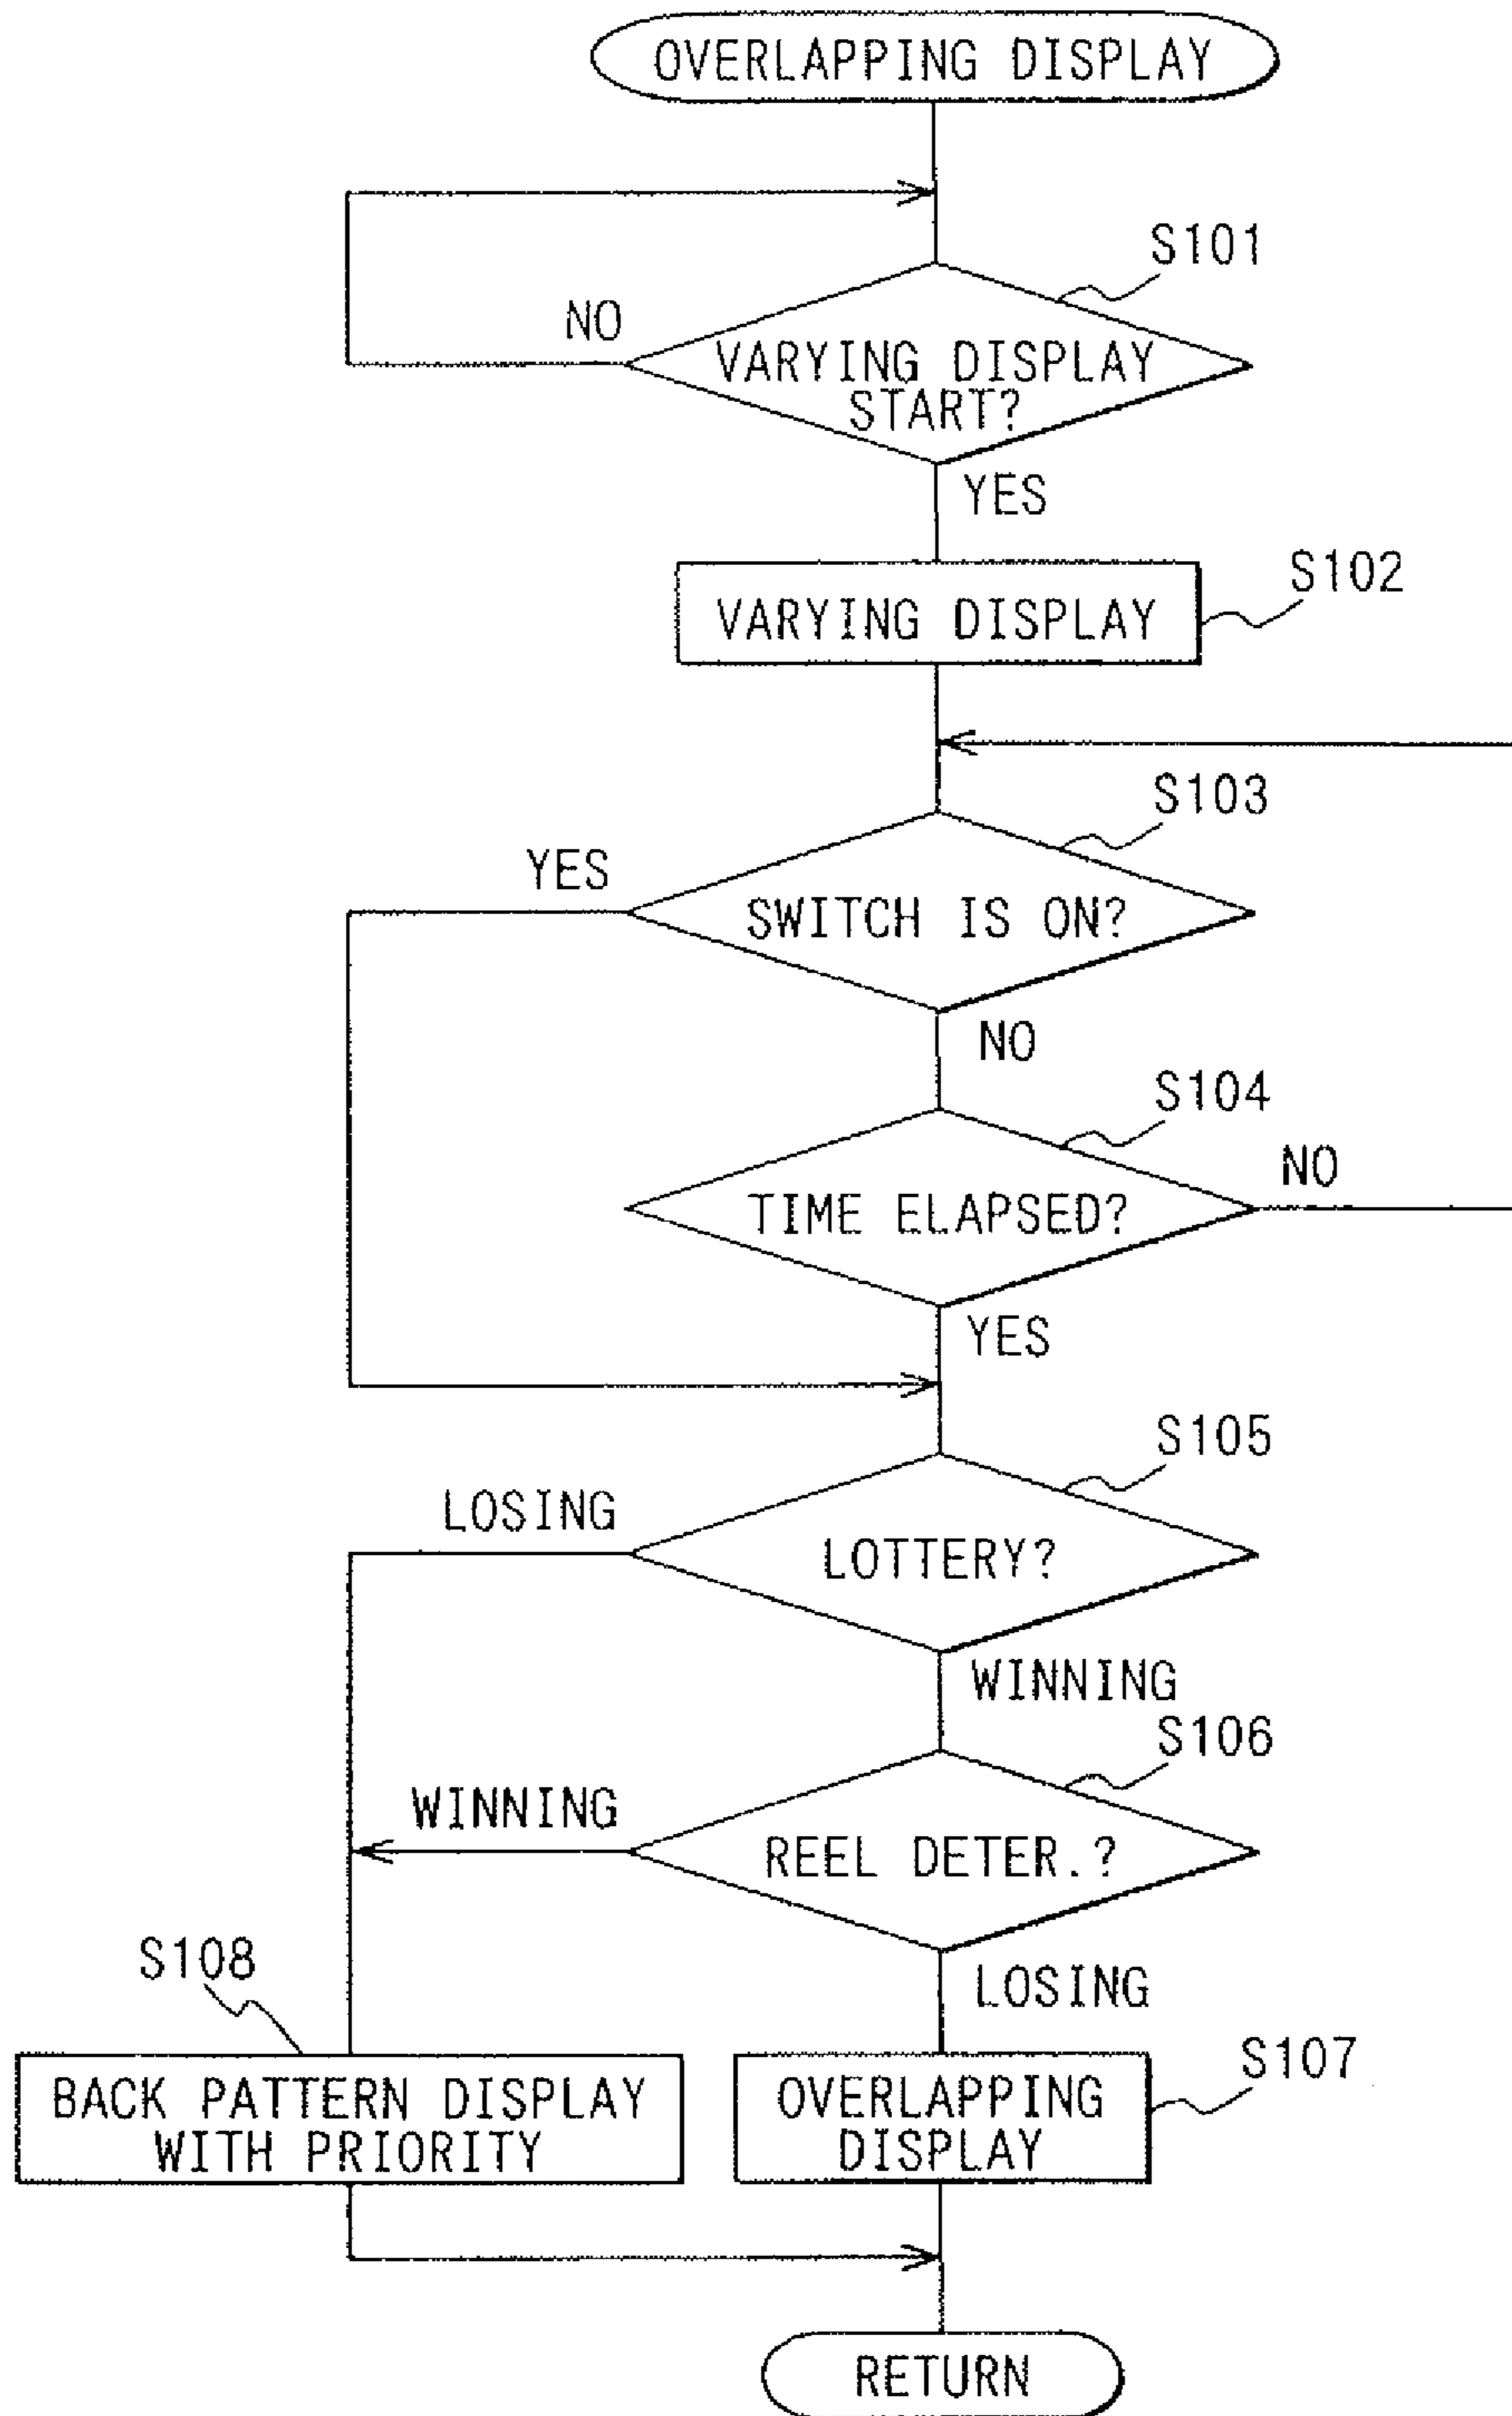 OVERLAPPING DISPLAY
S101
NO
VARYING DISPLAY
START?
YES
S102
VARYING DISPLAY
S103
YES
SWITCH IS ON?
NO
S104
NO
TIME ELAPSED?
YES
S105
LOSING
LOTTERY?
WINNING
S106
WINNING
REEL DETER.?
S108
LOSING
S107
BACK PATTERN DISPLAY
WITH PRIORITY
OVERLAPPING
DISPLAY
RETURN